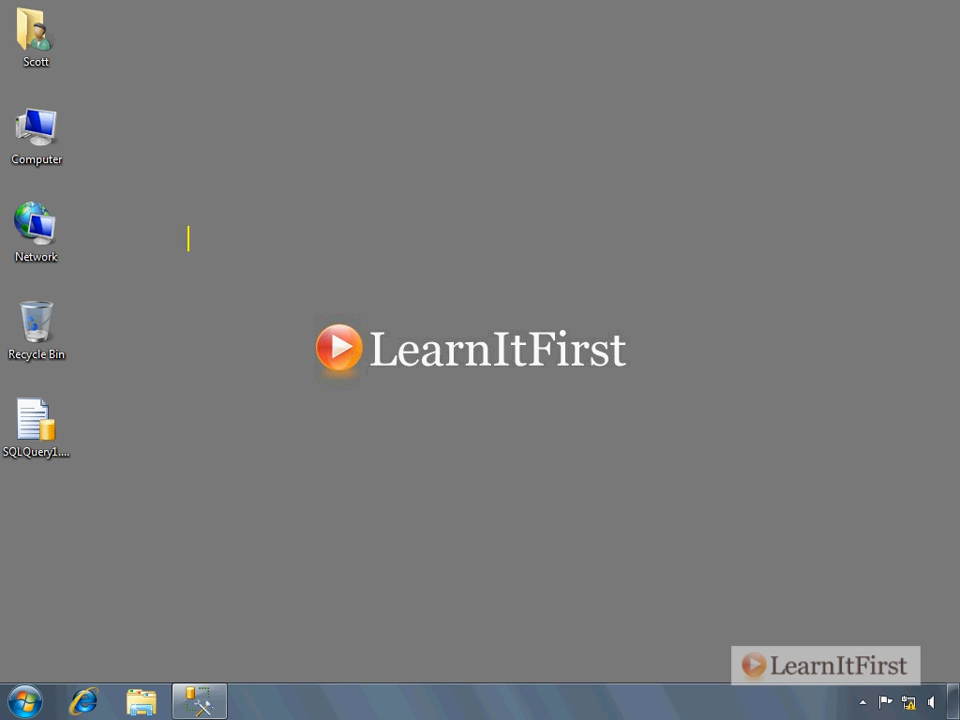 Scott
Computer
Network
Recycle Bin
SQLQuery1....
LearnItFirst
LearnItFirst